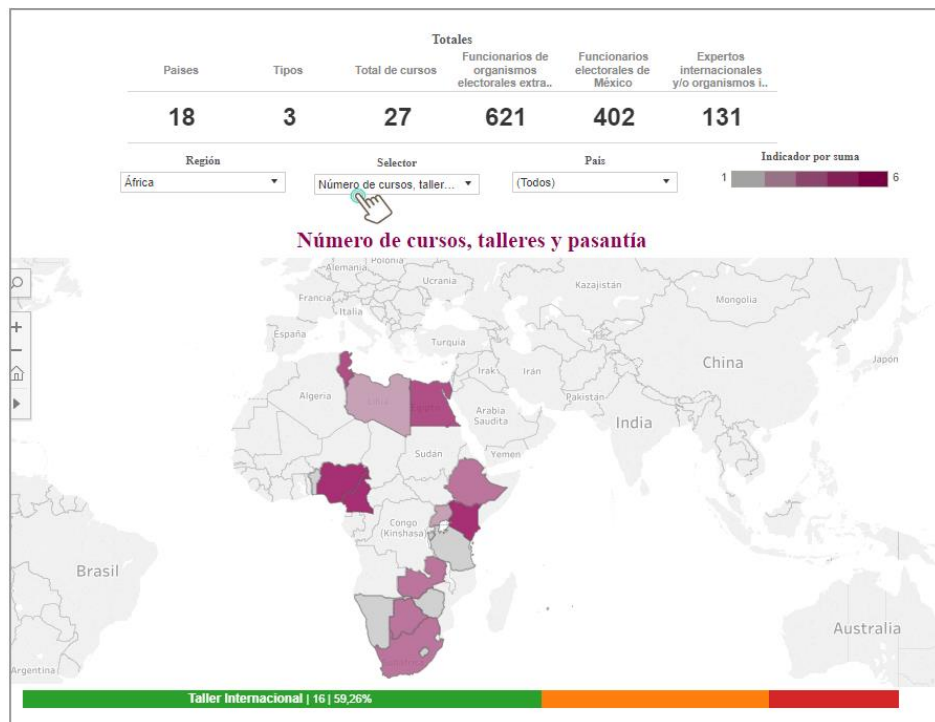 Totales
Paises
Tipos
Total de cursos
Funcionarios de
organismos
electorales extra..
Funcionarios
electorales de
México
Expertos
internacionales
y/o organismos i..
18
3
27
621
402
131
Región
Selector
Pais
Indicador por suma
África
Número de cursos, taller...
(Todos)
1
6
Número de cursos, talleres y pasantía
Polonia
Alemania
Ucrania
Kazajistán
Mongolia
Francia
Italia
España
Turquía
China
Japón
Irak
Irán
Argelia
Libia
Egipto
Pakistán
Arabia
Saudita
India
Sudán
Yemen
Congo
(Kinshasa)
Brasil
Australia
Sudáfrica
Argentina
Taller Internacional | 16 | 59,26%